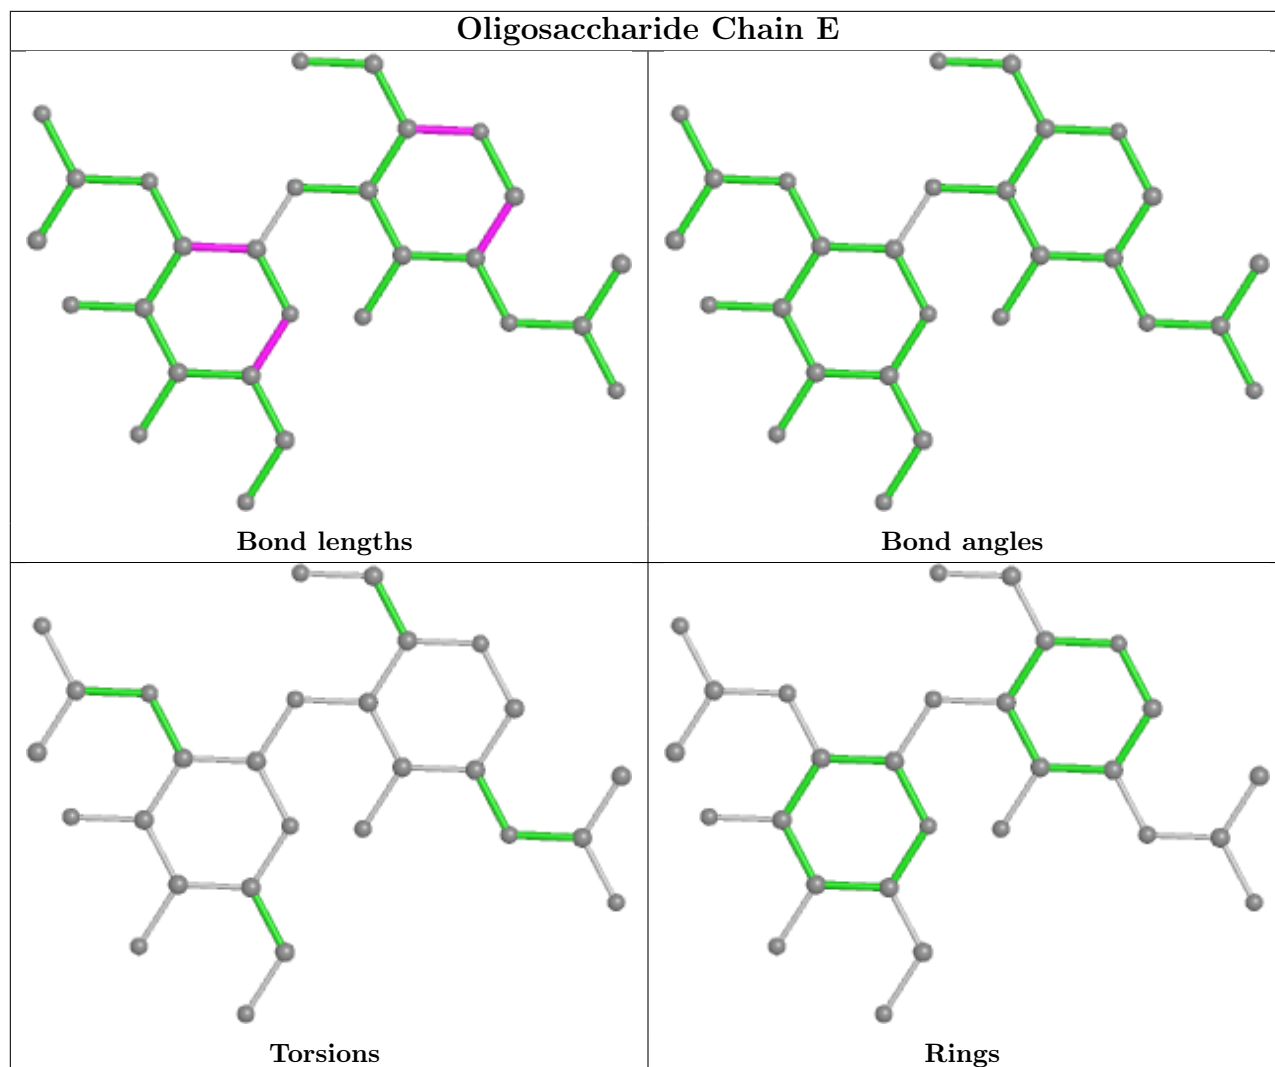 Oligosaccharide Chain E
Bond lengths
Bond angles
Torsions
Rings